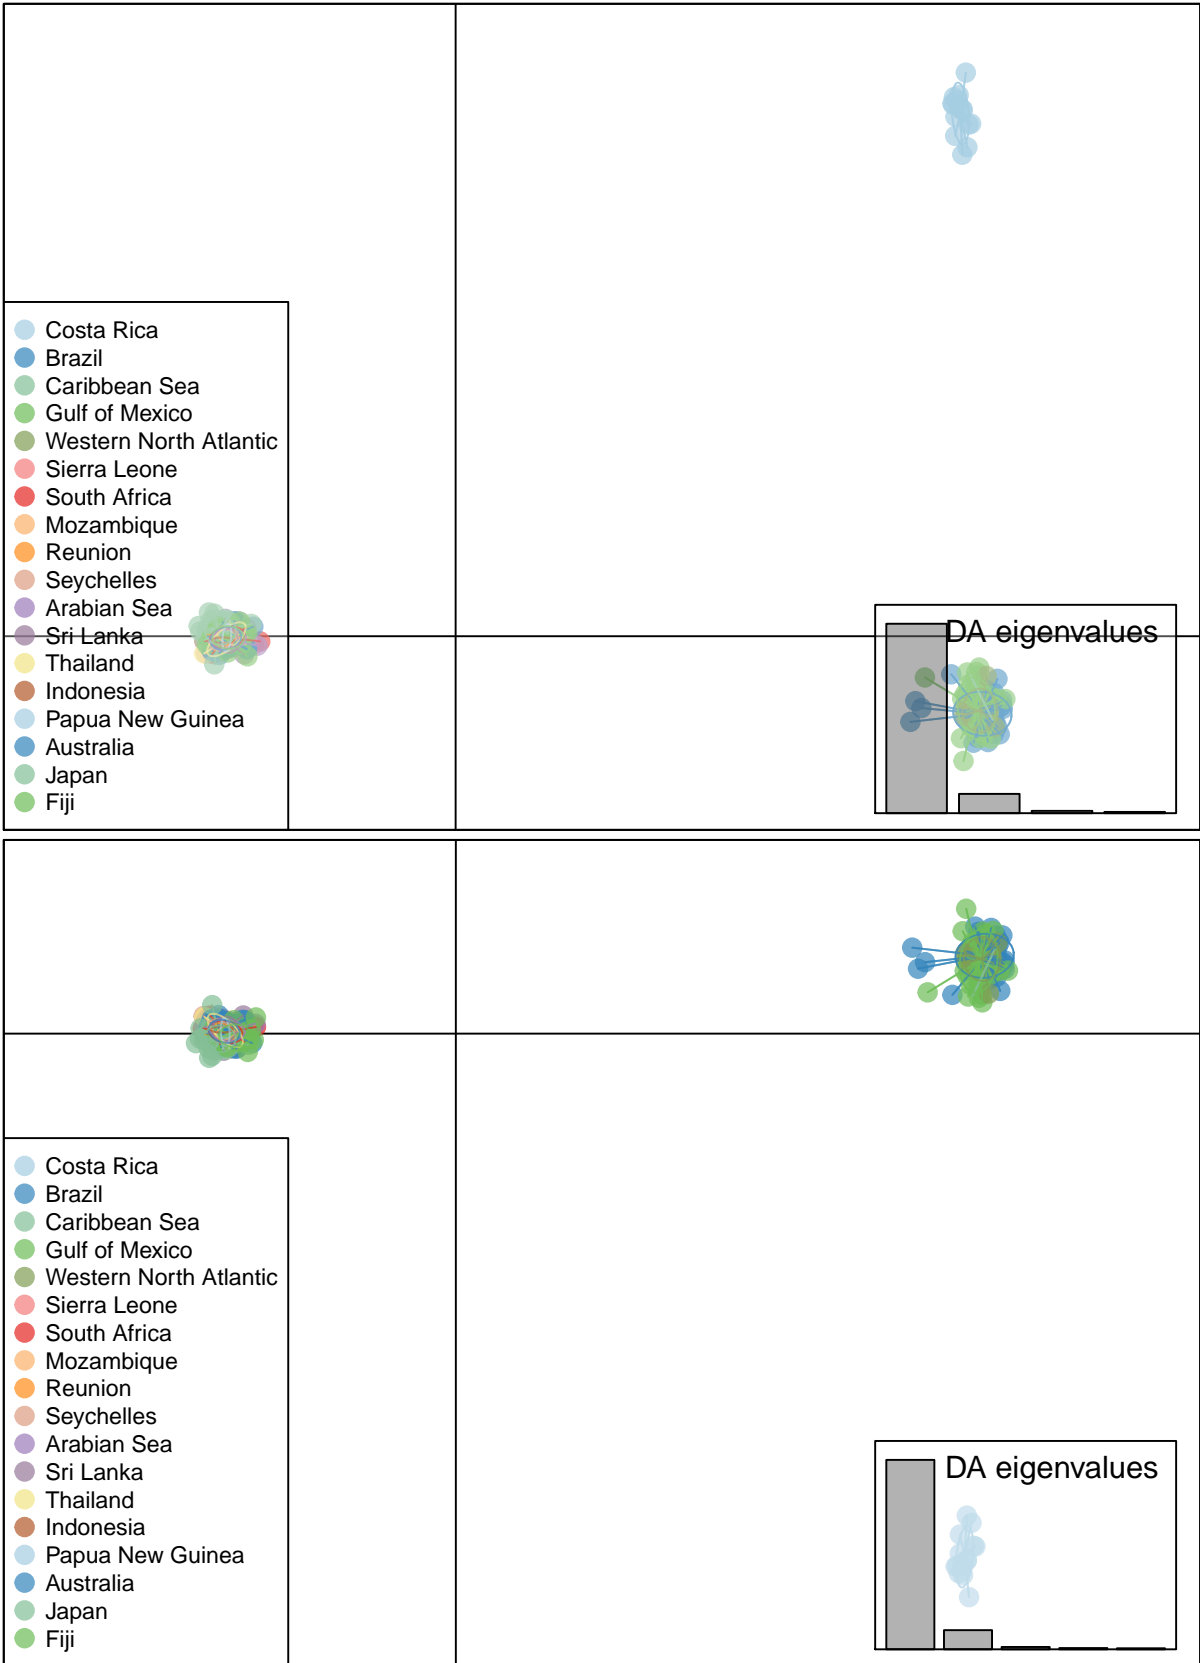 Costa Rica
Brazil
Caribbean Sea
Gulf of Mexico
Western North Atlantic
Sierra Leone
South Africa
Mozambique
Reunion
Seychelles
Arabian Sea
Sri Lanka
Thailand
Indonesia
Papua New Guinea
Australia
Japan
Fiji
DA eigenvalues
Costa Rica
Brazil
Caribbean Sea
Gulf of Mexico
Western North Atlantic
Sierra Leone
South Africa
Mozambique
Reunion
Seychelles
Arabian Sea
Sri Lanka
Thailand
Indonesia
Papua New Guinea
Australia
Japan
Fiji
DA eigenvalues